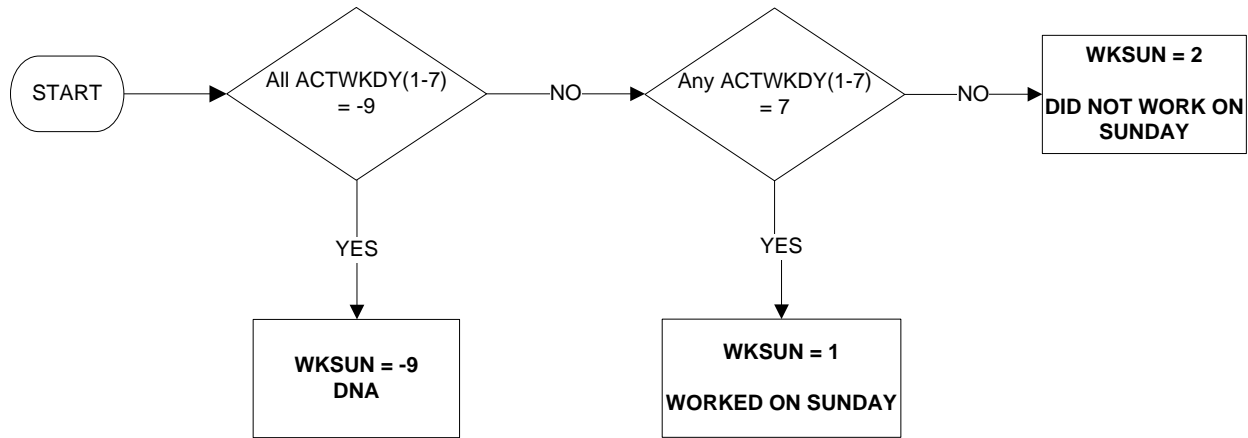 START
All ACTWKDY(1-7)
= -9
NO
Any ACTWKDY(1-7)
= 7
NO
WKSUN = 2
DID NOT WORK ON
SUNDAY
YES
YES
WKSUN = -9
DNA
WKSUN = 1
WORKED ON SUNDAY